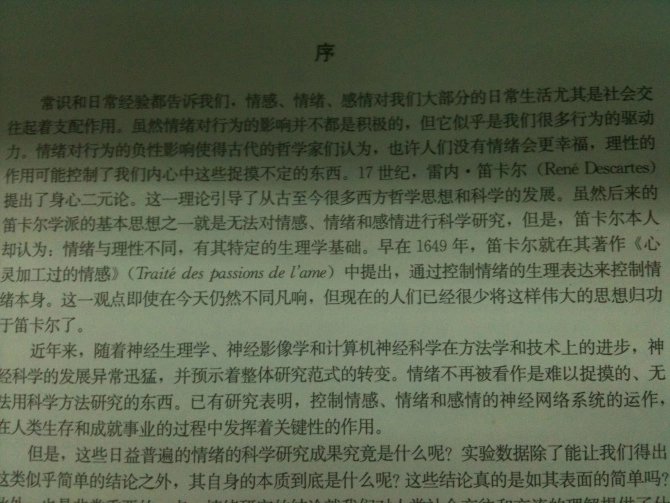 序
常识和日常经验都告诉我们，情感、情绪、感情对我们大部分的日常生活尤其是社会交
往起着支配作用。虽然情绪对行为的影响并不都是积极的，但它似乎是我们很多行为的驱动
力。情绪对行为的负性影响使得古代的哲学家们认为，也许人们没有情绪会更幸福，理性的
作用可能控制了我们内心中这些捉摸不定的东西。17 世纪，雷内·笛卡尔（René Descartes）
提出了身心二元论。这一理论引导了从古至今很多西方哲学思想和科学的发展。虽然后来的
笛卡尔学派的基本思想之一就是无法对情感、情绪和感情进行科学研究，但是，笛卡尔本人
却认为：情绪与理性不同，有其特定的生理学基础。早在 1649 年，笛卡尔就在其著作《心
灵加工过的情感》（Traité des passions de l'ame）中提出，通过控制情绪的生理表达来控制情
绪本身。这一观点即使在今天仍然不同凡响，但现在的人们已经很少将这样伟大的思想归功
于笛卡尔了。
近年来，随着神经生理学、神经影像学和计算机神经科学在方法学和技术上的进步，神
经科学的发展异常迅猛，并预示着整体研究范式的转变。情绪不再被看作是难以捉摸的、无
法用科学方法研究的东西。已有研究表明，控制情感、情绪和感情的神经网络系统的运作，
在人类生存和成就事业的过程中发挥着关键性的作用。
但是，这些日益普遍的情绪的科学研究成果究竟是什么呢？实验数据除了能让我们得出
这类似乎简单的结论之外，其自身的本质到底是什么呢？这些结论真的是如其表面的简单吗？